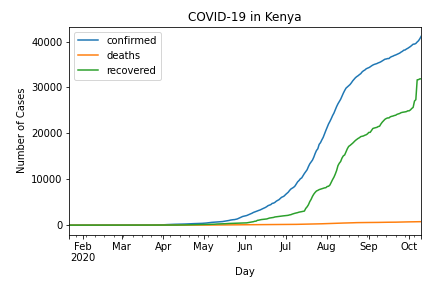 COVID-19 in Kenya
confirmed
deaths
recovered
Number of Cases
40000
30000
20000
10000
0
Feb Mar Apr May Jun Jul Aug Sep Oct
2020
Day